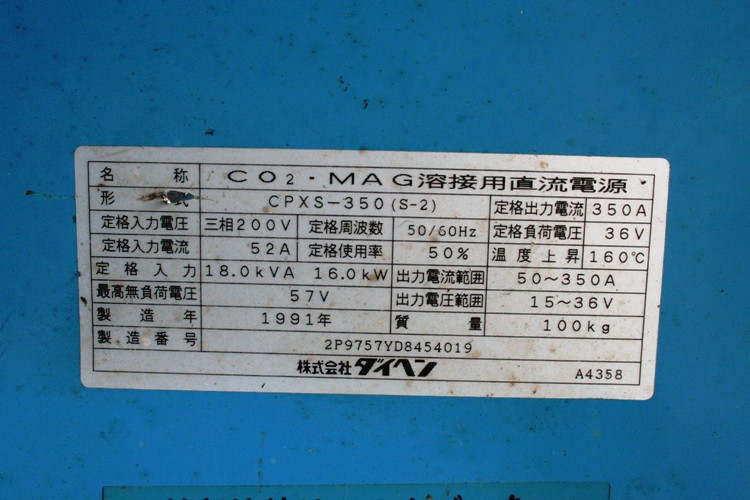 名称 CO2・MAG溶接用直流電源
形 CPXS-350(S-2) 定格出力電流 350A
定格入力電圧 三相200V 定格周波数 50/60Hz 定格負荷電圧 36V
定格入力電流 52A 定格使用率 50% 温度上昇 160℃
定格入力 18.0kVA 16.0kW 出力電流範囲 50～350A
最高無負荷電圧 57V 出力電圧範囲 15～36V
製造年 1991年 質量 100kg
製造番号 2P9757YD8454019
株式会社ダイヘン A4358